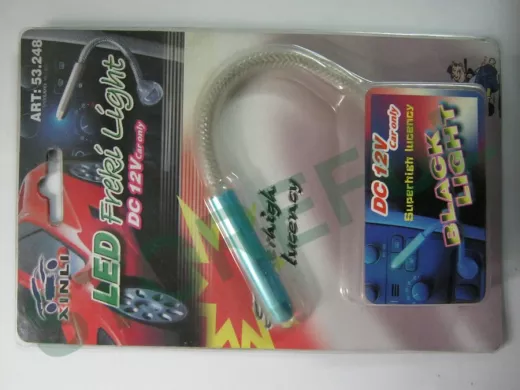 ART: 53.248
XINLI
LED Freki Light
DC 12V Car only
Superhigh
lucency
DC 12V Car only
Superhigh lucency
BLACK
LIGHT